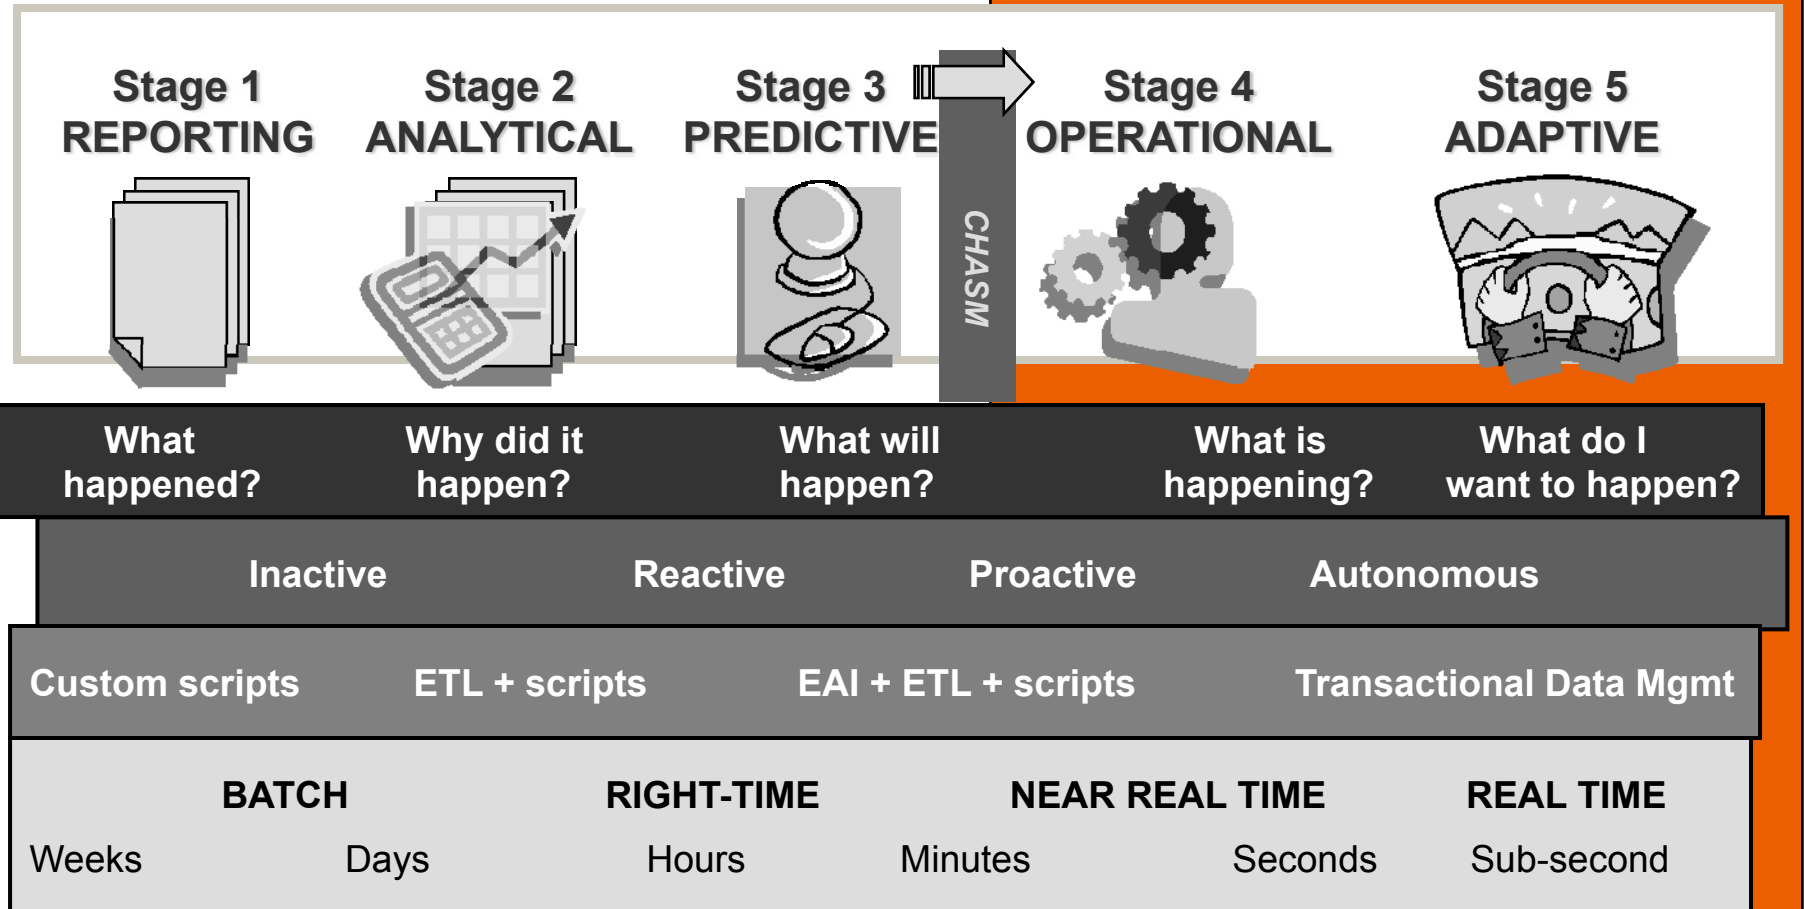 Stage 1
REPORTING
Stage 2
ANALYTICAL
Stage 3
PREDICTIVE
CHASM
Stage 4
OPERATIONAL
Stage 5
ADAPTIVE
What
happened?
Why did it
happen?
What will
happen?
What is
happening?
What do I
want to happen?
Inactive
Reactive
Proactive
Autonomous
Custom scripts
ETL + scripts
EAI + ETL + scripts
Transactional Data Mgmt
BATCH
RIGHT-TIME
NEAR REAL TIME
REAL TIME
Weeks
Days
Hours
Minutes
Seconds
Sub-second